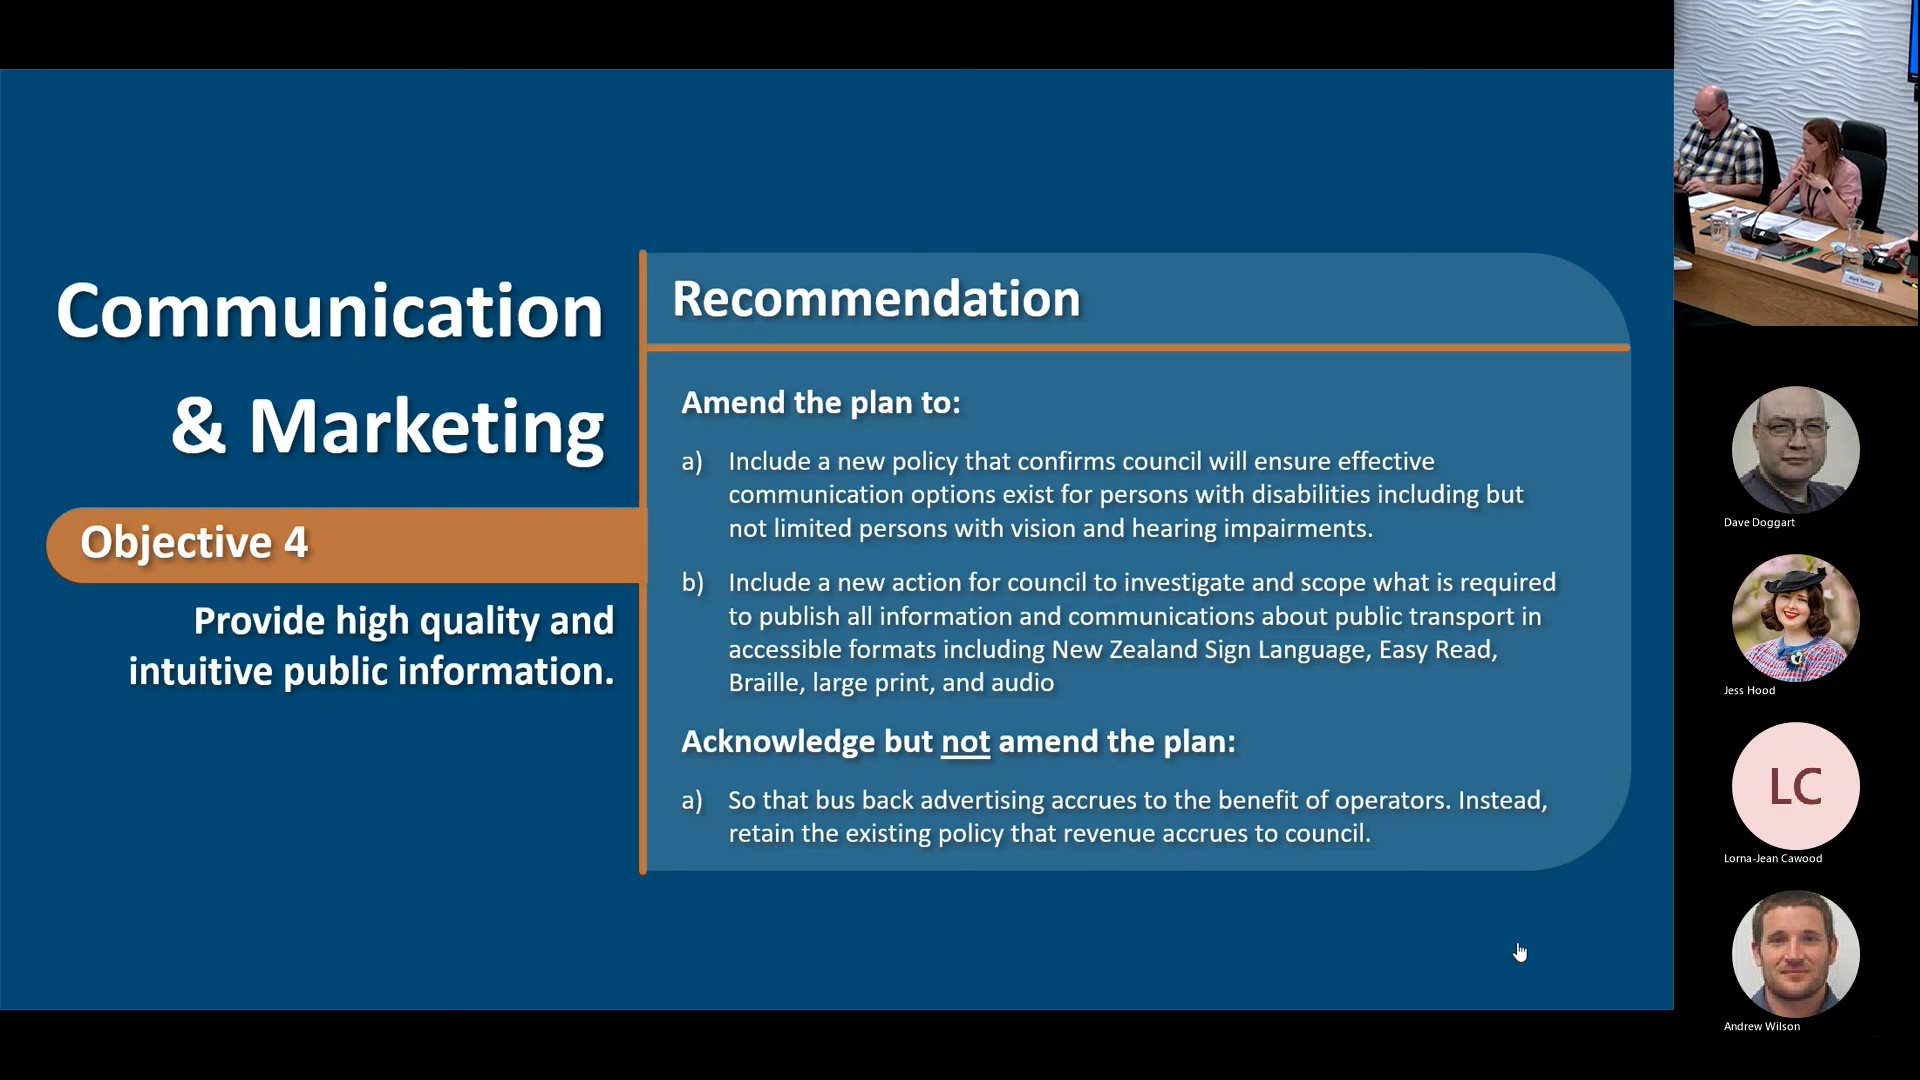 Communication
& Marketing
Objective 4
Provide high quality and
intuitive public information.
Recommendation
Amend the plan to:
a) Include a new policy that confirms council will ensure effective
communication options exist for persons with disabilities including but
not limited persons with vision and hearing impairments.
b) Include a new action for council to investigate and scope what is required
to publish all information and communications about public transport in
accessible formats including New Zealand Sign Language, Easy Read,
Braille, large print, and audio
Acknowledge but not amend the plan:
a) So that bus back advertising accrues to the benefit of operators. Instead,
retain the existing policy that revenue accrues to council.
Dave Doggart
Jess Hood
LC
Lorna-Jean Cawood
Andrew Wilson